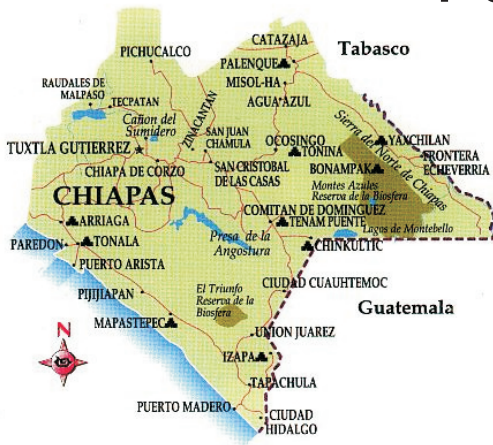 CATAZAJA
Tabasco
PICHUCALCO
PALENQUE
MISOL-HA
RAUDALES DE
MALPASO
TECPATAN
AGUA AZUL
Cañon del
Sumidero
ZINACANTAN
SAN JUAN
CHAMULA
TUXTLA GUTIERREZ
OCOSINGO
TONINA
Sierra del Norte de Chiapas
YAXCHILAN
FRONTERA
ECHEVERRIA
CHIAPA DE CORZO
SAN CRISTOBAL
DE LAS CASAS
BONAMPAK
Montes Azules
Reserva de la Biosfera
CHIAPAS
COMITAN DE DOMINGUEZ
TENAM PUENTE
Lagos de Montebello
ARRIAGA
PAREDON
TONALA
Presa de la
Angostura
CHINKULTIC
PUERTO ARISTA
CIUDAD CUAUHTEMOC
PIJIJIAPAN
El Triunfo
Reserva de la
Biosfera
Guatemala
MAPASTEPEC
N
UNION JUAREZ
IZAPA
TAPACHULA
PUERTO MADERO
CIUDAD
HIDALGO